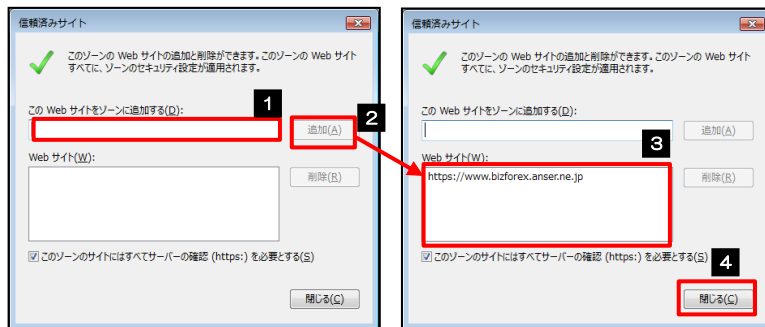 信頼済みサイト
このゾーンの Web サイトの追加と削除ができます。このゾーンの Web サイト
すべてに、ゾーンのセキュリティ設定が適用されます。
この Web サイトをゾーンに追加する(D):
1
追加(A)
2
Web サイト(W):
削除(R)
このゾーンのサイトにはすべてサーバーの確認 (https:) を必要とする(S)
閉じる(C)
信頼済みサイト
このゾーンの Web サイトの追加と削除ができます。このゾーンの Web サイト
すべてに、ゾーンのセキュリティ設定が適用されます。
この Web サイトをゾーンに追加する(D):
追加(A)
3
Web サイト(W):
https://www.bizforex.anser.ne.jp
削除(R)
このゾーンのサイトにはすべてサーバーの確認 (https:) を必要とする(S)
4
閉じる(C)